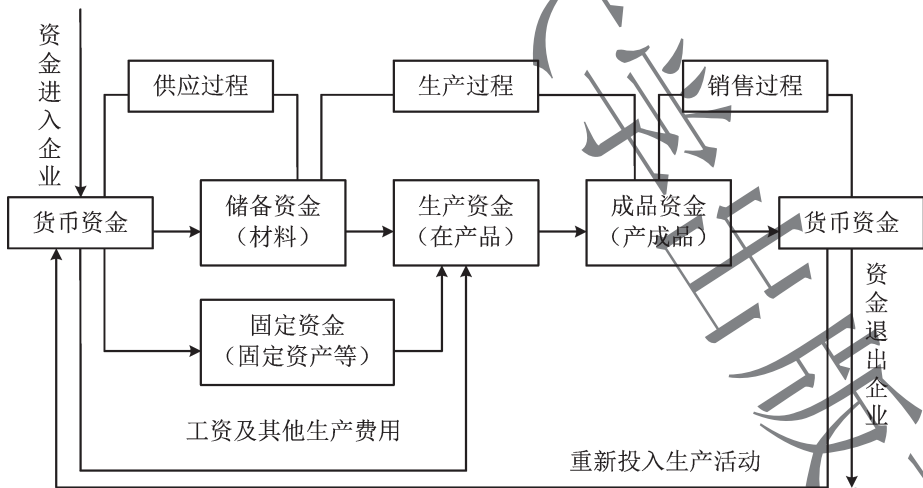 资金进入企业
供应过程
生产过程
销售过程
货币资金
储备资金
（材料）
生产资金
（在产品）
成品资金
（产成品）
货币资金
固定资金
（固定资产等）
资金退出企业
工资及其他生产费用
重新投入生产活动